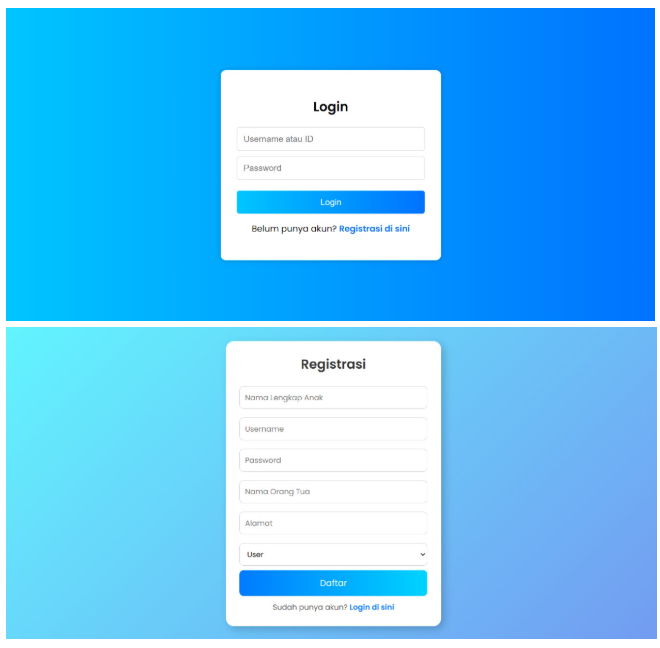 Login
Username atau ID
Password
Login
Belum punya akun? Registrasi di sini
Registrasi
Nama Lengkap Anak
Username
Password
Nama Orang Tua
Alamat
User
Daftar
Sudah punya akun? Login di sini